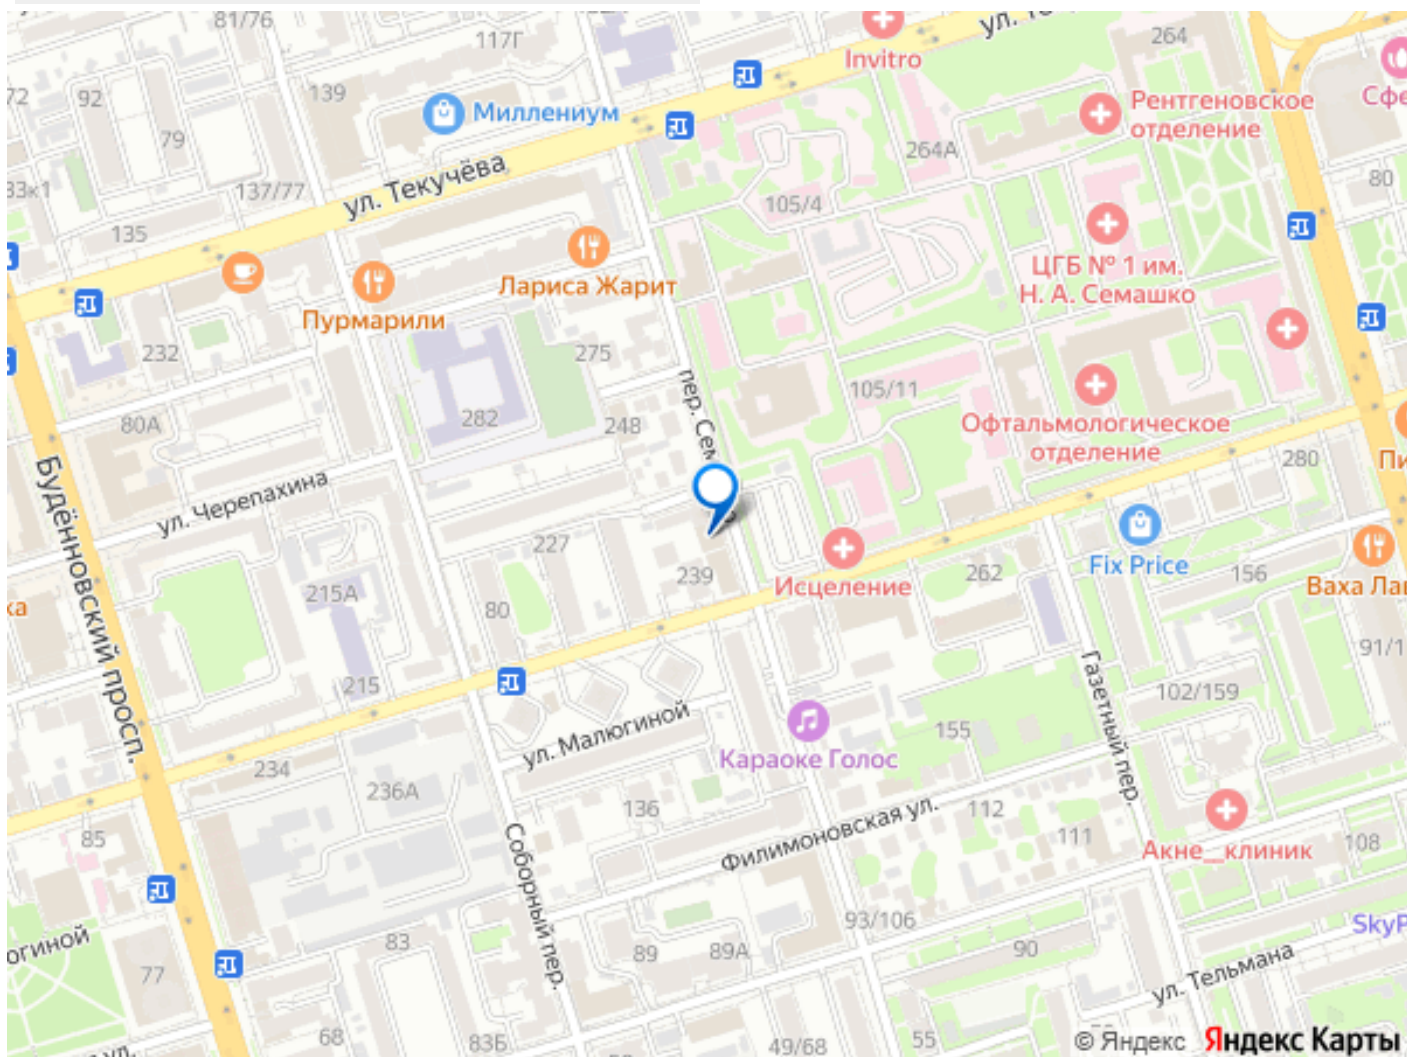 81/76
117Г
ул. Т
264
Invitro
72
92
139
Миллениум
Рентгеновское
отделение
Сфе
79
264А
33к1
137/77
ул. Текучёва
105/4
80
135
ЦГБ № 1 им.
Н. А. Семашко
Лариса Жарит
Пурмарили
232
275
пер. Сем
105/11
80А
282
248
Офтальмологическое
отделение
280
Пи
ул. Черепахина
Будённовский просп.
227
239
Исцеление
262
Fix Price
156
Ваха Лав
ха
215А
80
91/1
215
Газетный пер.
102/159
ул. Малюгиной
155
Караоке Голос
234
236А
136
112
Филимоновская ул.
111
85
Соборный пер.
Акне__клиник
108
93/106
SkyP
огиной
83
89
89А
90
77
ул. Тельмана
68
83Б
49/68
55
© Яндекс Яндекс Карты